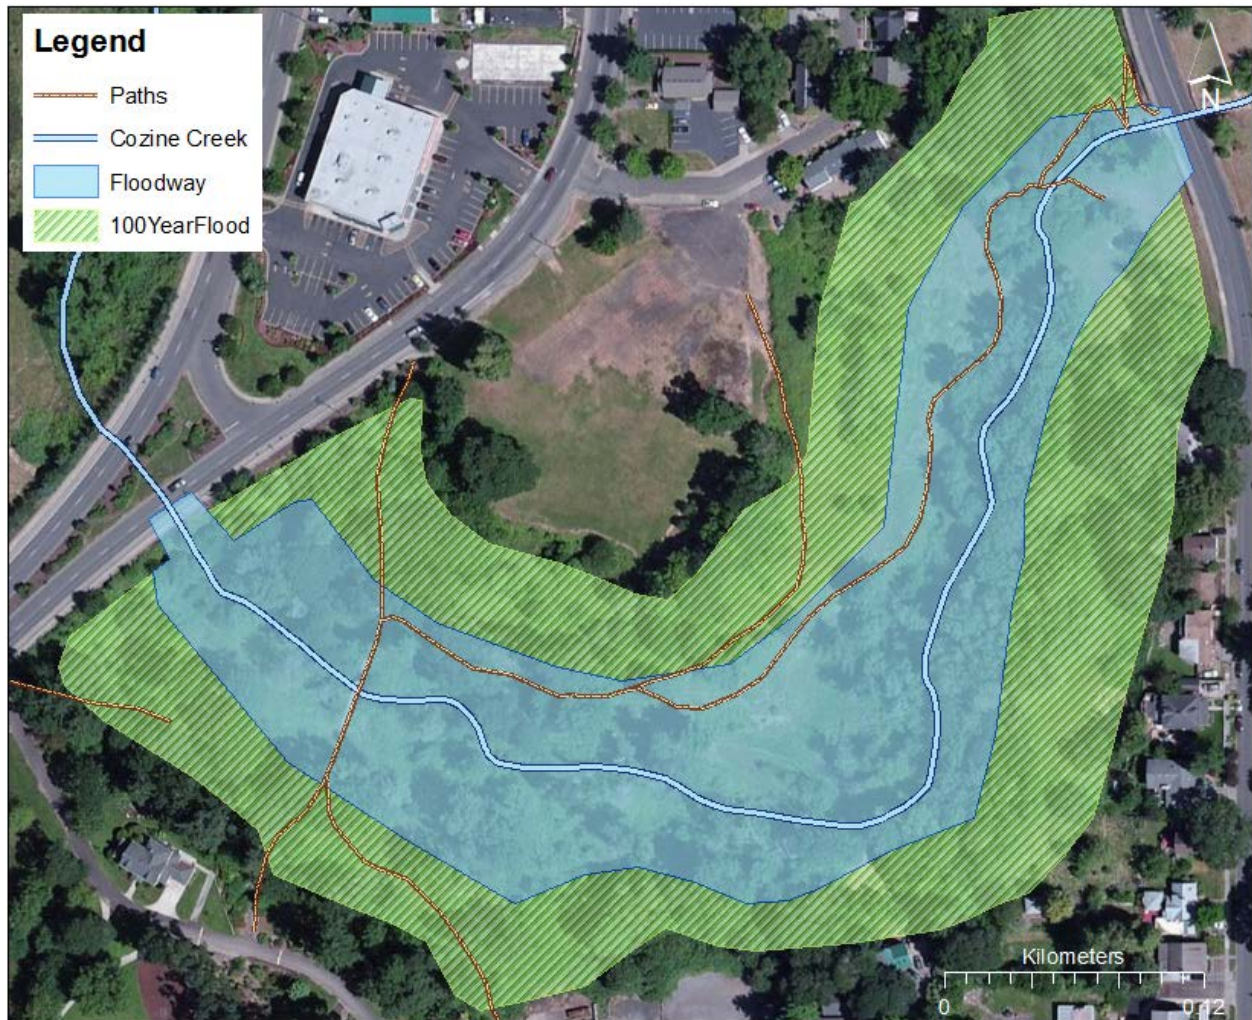 Legend
Paths
Cozine Creek
Floodway
100YearFlood
N
Kilometers
0 0.12